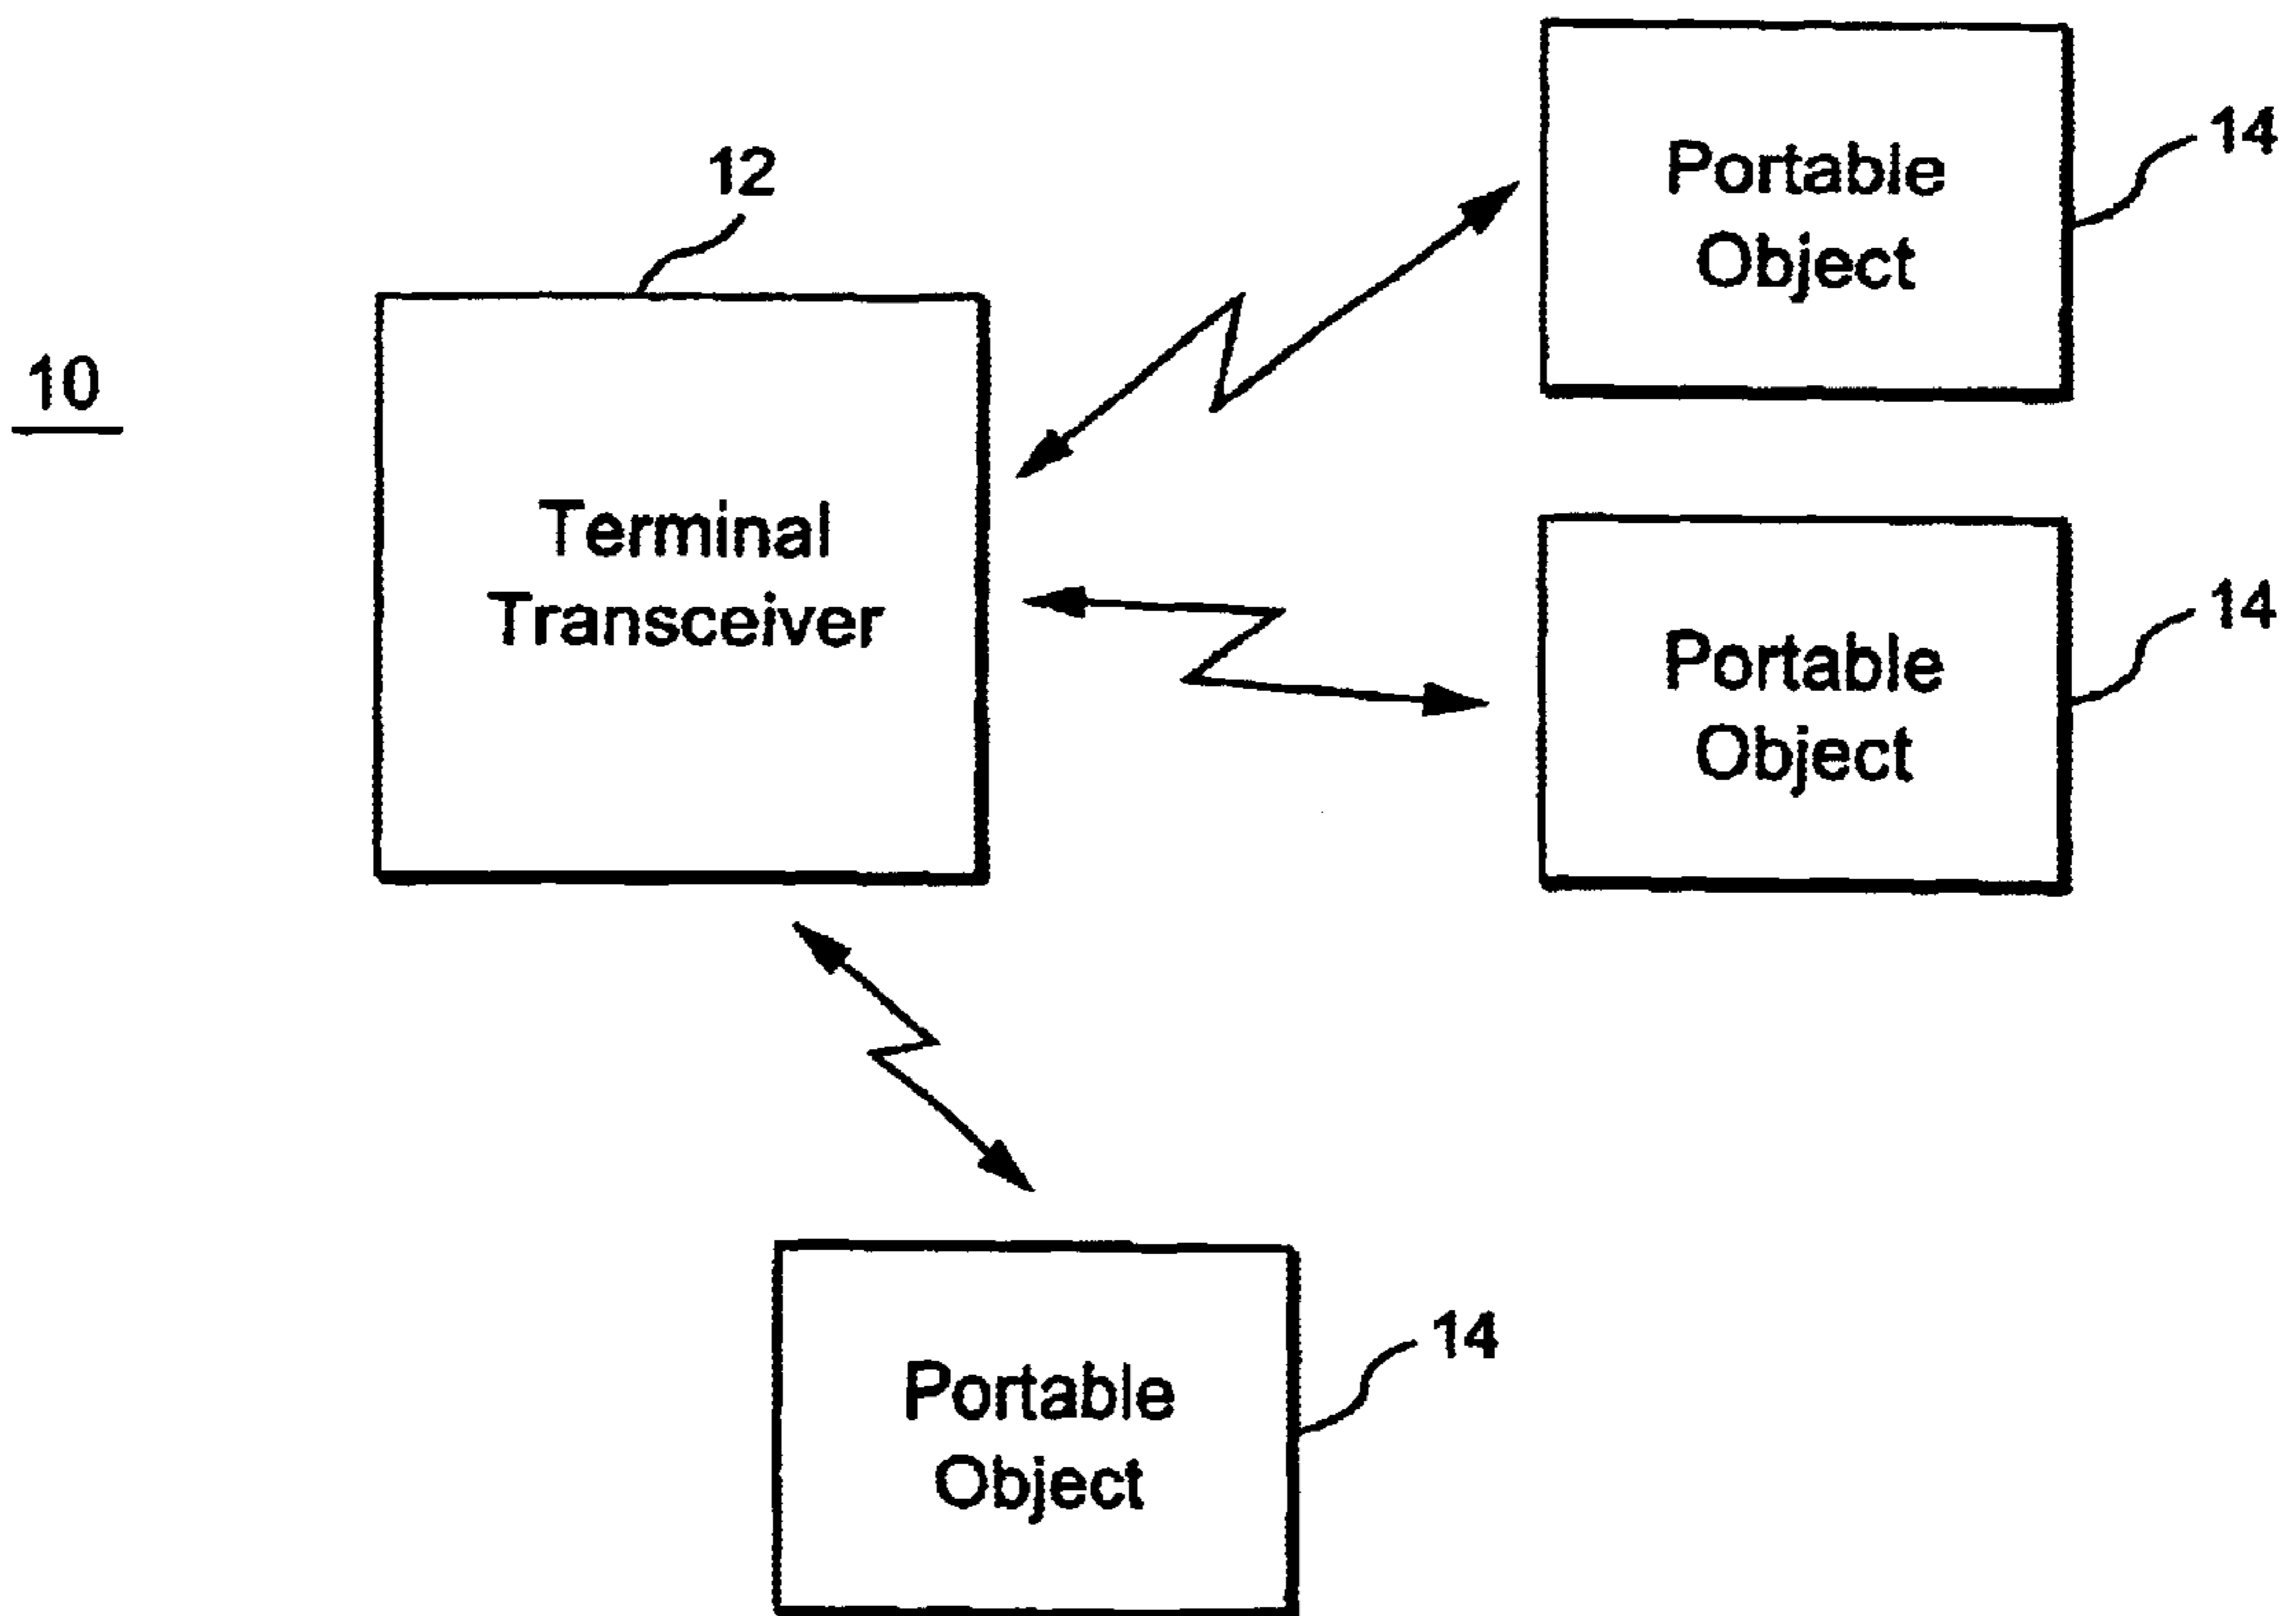 10
12
Terminal
Transceiver
Portable
Object
14
Portable
Object
14
Portable
Object
14